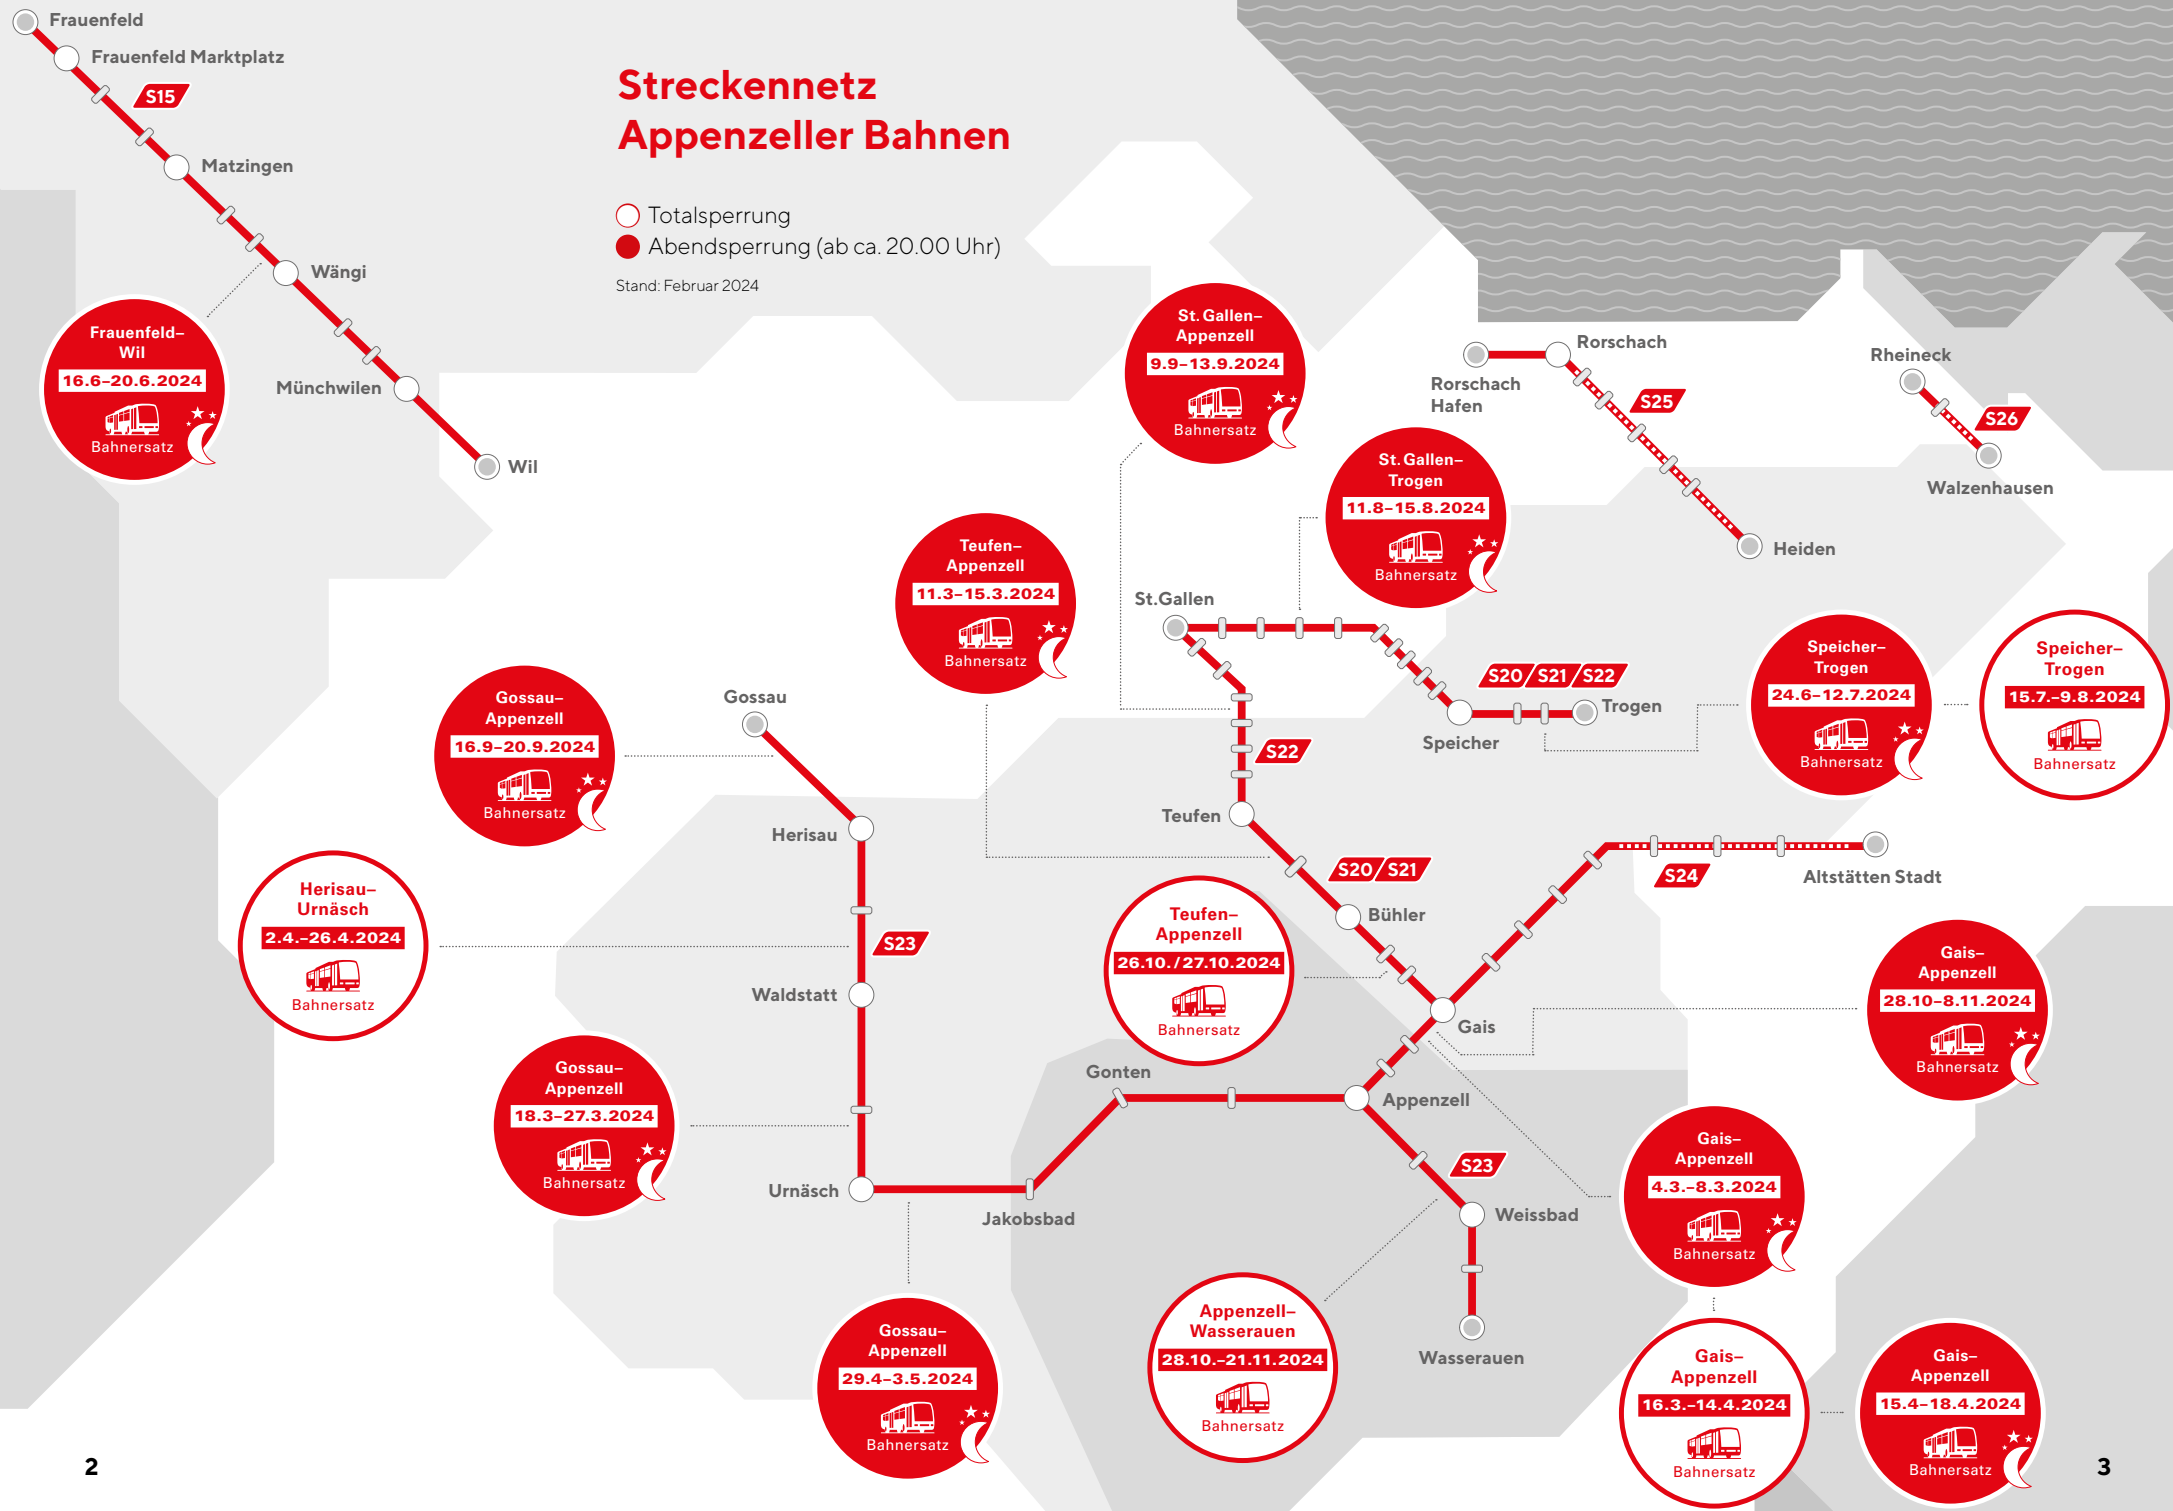 Streckennetz
Appenzeller Bahnen
Totalsperrung
Abendsperrung (ab ca. 20.00 Uhr)
Stand: Februar 2024
Frauenfeld
Frauenfeld Marktplatz
S15
Matzingen
Wängi
Münchwilen
Wil
Frauenfeld–
Wil
16.6–20.6.2024
Bahnersatz
St. Gallen–
Appenzell
9.9–13.9.2024
Bahnersatz
St. Gallen–
Trogen
11.8–15.8.2024
Bahnersatz
Rorschach
Rorschach
Hafen
S25
Heiden
Rheineck
S26
Walzenhausen
Teufen–
Appenzell
11.3–15.3.2024
Bahnersatz
St.Gallen
S20 S21 S22
Trogen
Speicher
Speicher–
Trogen
24.6–12.7.2024
Bahnersatz
Speicher–
Trogen
15.7.–9.8.2024
Bahnersatz
Gossau–
Appenzell
16.9–20.9.2024
Bahnersatz
Gossau
Herisau
S22
Teufen
S20 S21
Bühler
S24
Altstätten Stadt
Herisau–
Urnäsch
2.4.–26.4.2024
Bahnersatz
S23
Waldstatt
Teufen–
Appenzell
26.10./27.10.2024
Bahnersatz
Gais
Gais–
Appenzell
28.10–8.11.2024
Bahnersatz
Gossau–
Appenzell
18.3–27.3.2024
Bahnersatz
Urnäsch
Jakobsbad
Gonten
Appenzell
S23
Weissbad
Wasserauen
Gais–
Appenzell
4.3.–8.3.2024
Bahnersatz
Gossau–
Appenzell
29.4–3.5.2024
Bahnersatz
Appenzell–
Wasserauen
28.10.–21.11.2024
Bahnersatz
Gais–
Appenzell
16.3.–14.4.2024
Bahnersatz
Gais–
Appenzell
15.4–18.4.2024
Bahnersatz
2
3